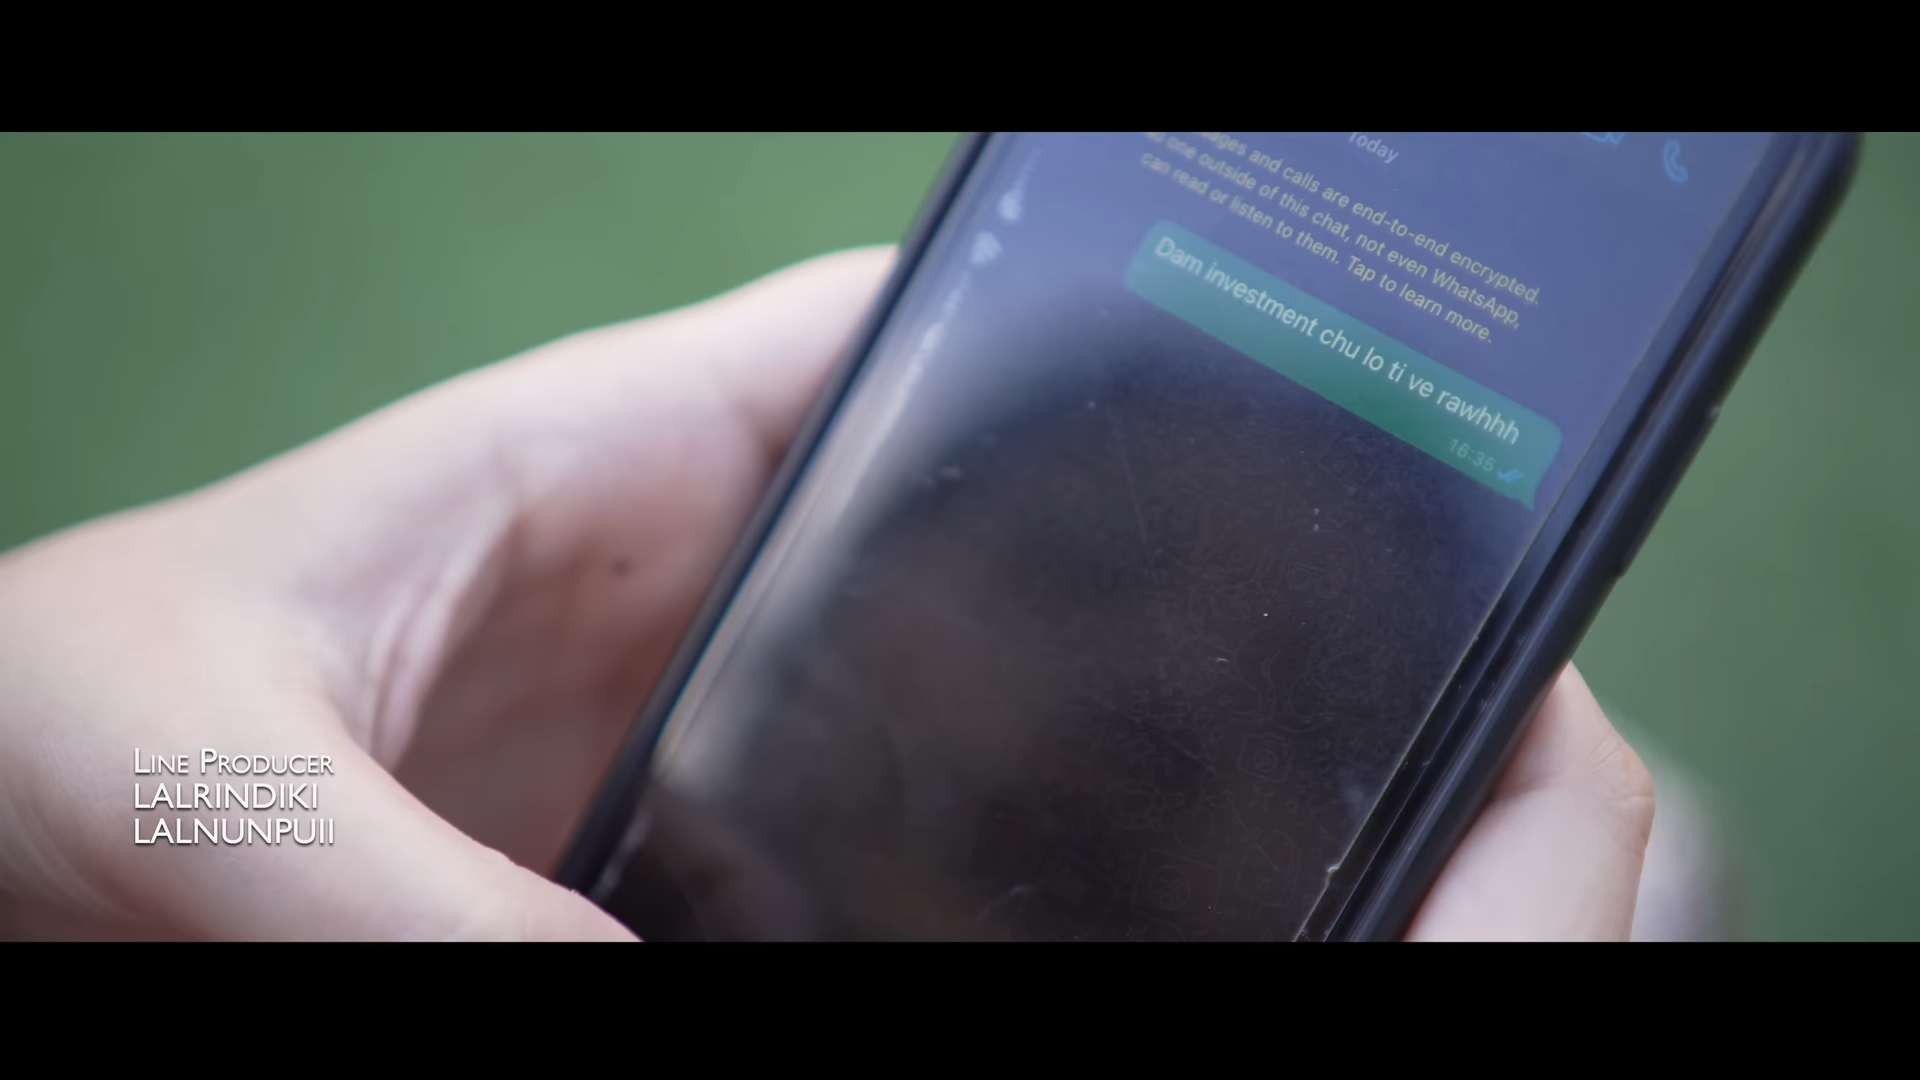 Today
and calls are end-to-end encrypted.
one outside of this chat, not even WhatsApp,
can read or listen to them. Tap to learn more.
Dam investment chu lo ti ve rawhhh
16:35
LINE PRODUCER
LALRINDIKI
LALNUNPUII